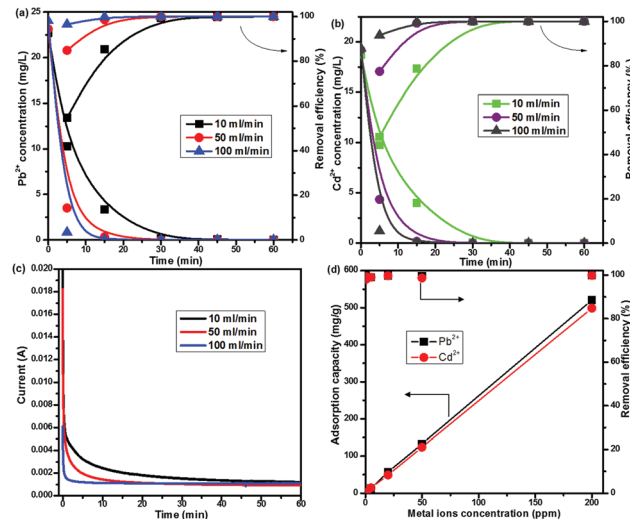 (a)
25
20
15
10
5
0
Pb2+ concentration (mg/L)
0 10 20 30 40 50 60
Time (min)
100
80
60
40
20
0
Removal efficiency (%)
10 ml/min
50 ml/min
100 ml/min
(b)
20
15
10
5
0
Cd2+ concentration (mg/L)
0 10 20 30 40 50 60
Time (min)
100
80
60
40
20
0
Removal efficiency (%)
10 ml/min
50 ml/min
100 ml/min
(c)
0.020
0.018
0.016
0.014
0.012
0.010
0.008
0.006
0.004
0.002
0.000
Current (A)
0 10 20 30 40 50 60
Time (min)
10 ml/min
50 ml/min
100 ml/min
(d)
600
500
400
300
200
100
0
Adsorption capacity (mg/g)
0 50 100 150 200
Metal ions concentration (ppm)
100
80
60
40
20
0
Removal efficiency (%)
Pb2+
Cd2+